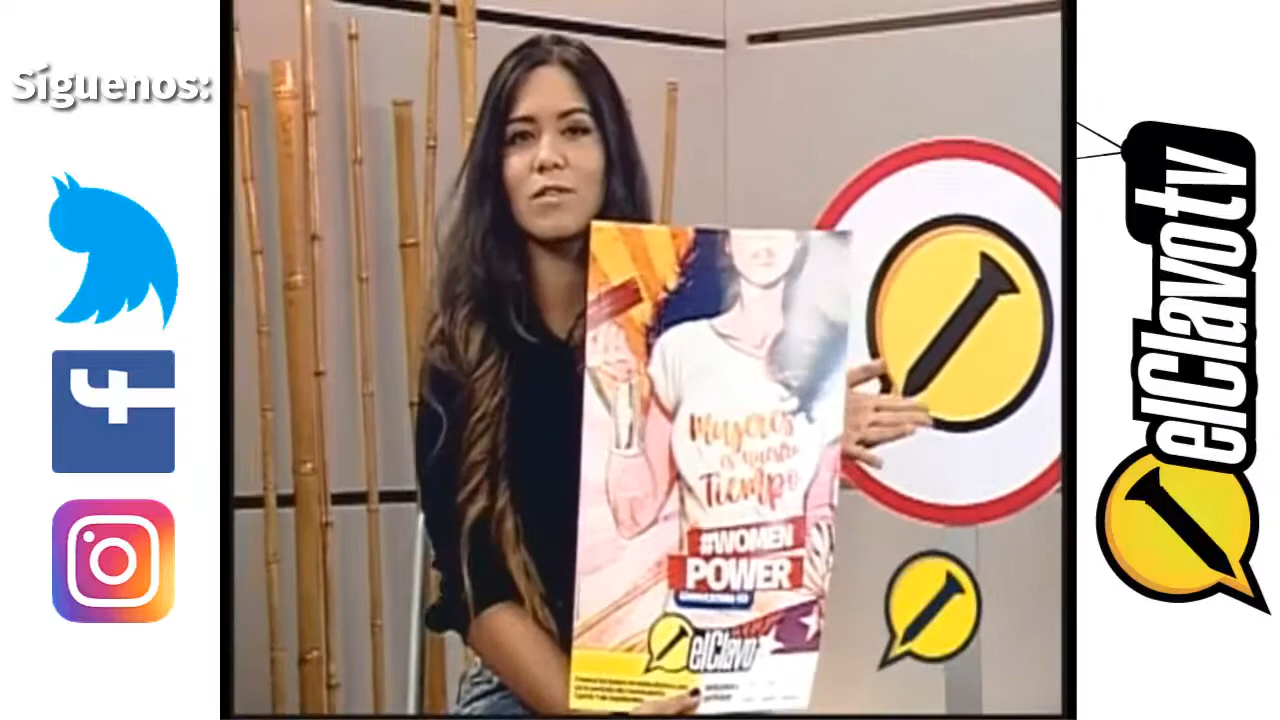 Síguenos:
Mujeres
es nuestro
Tiempo
#WOMEN
POWER
elClavo
elClavotv